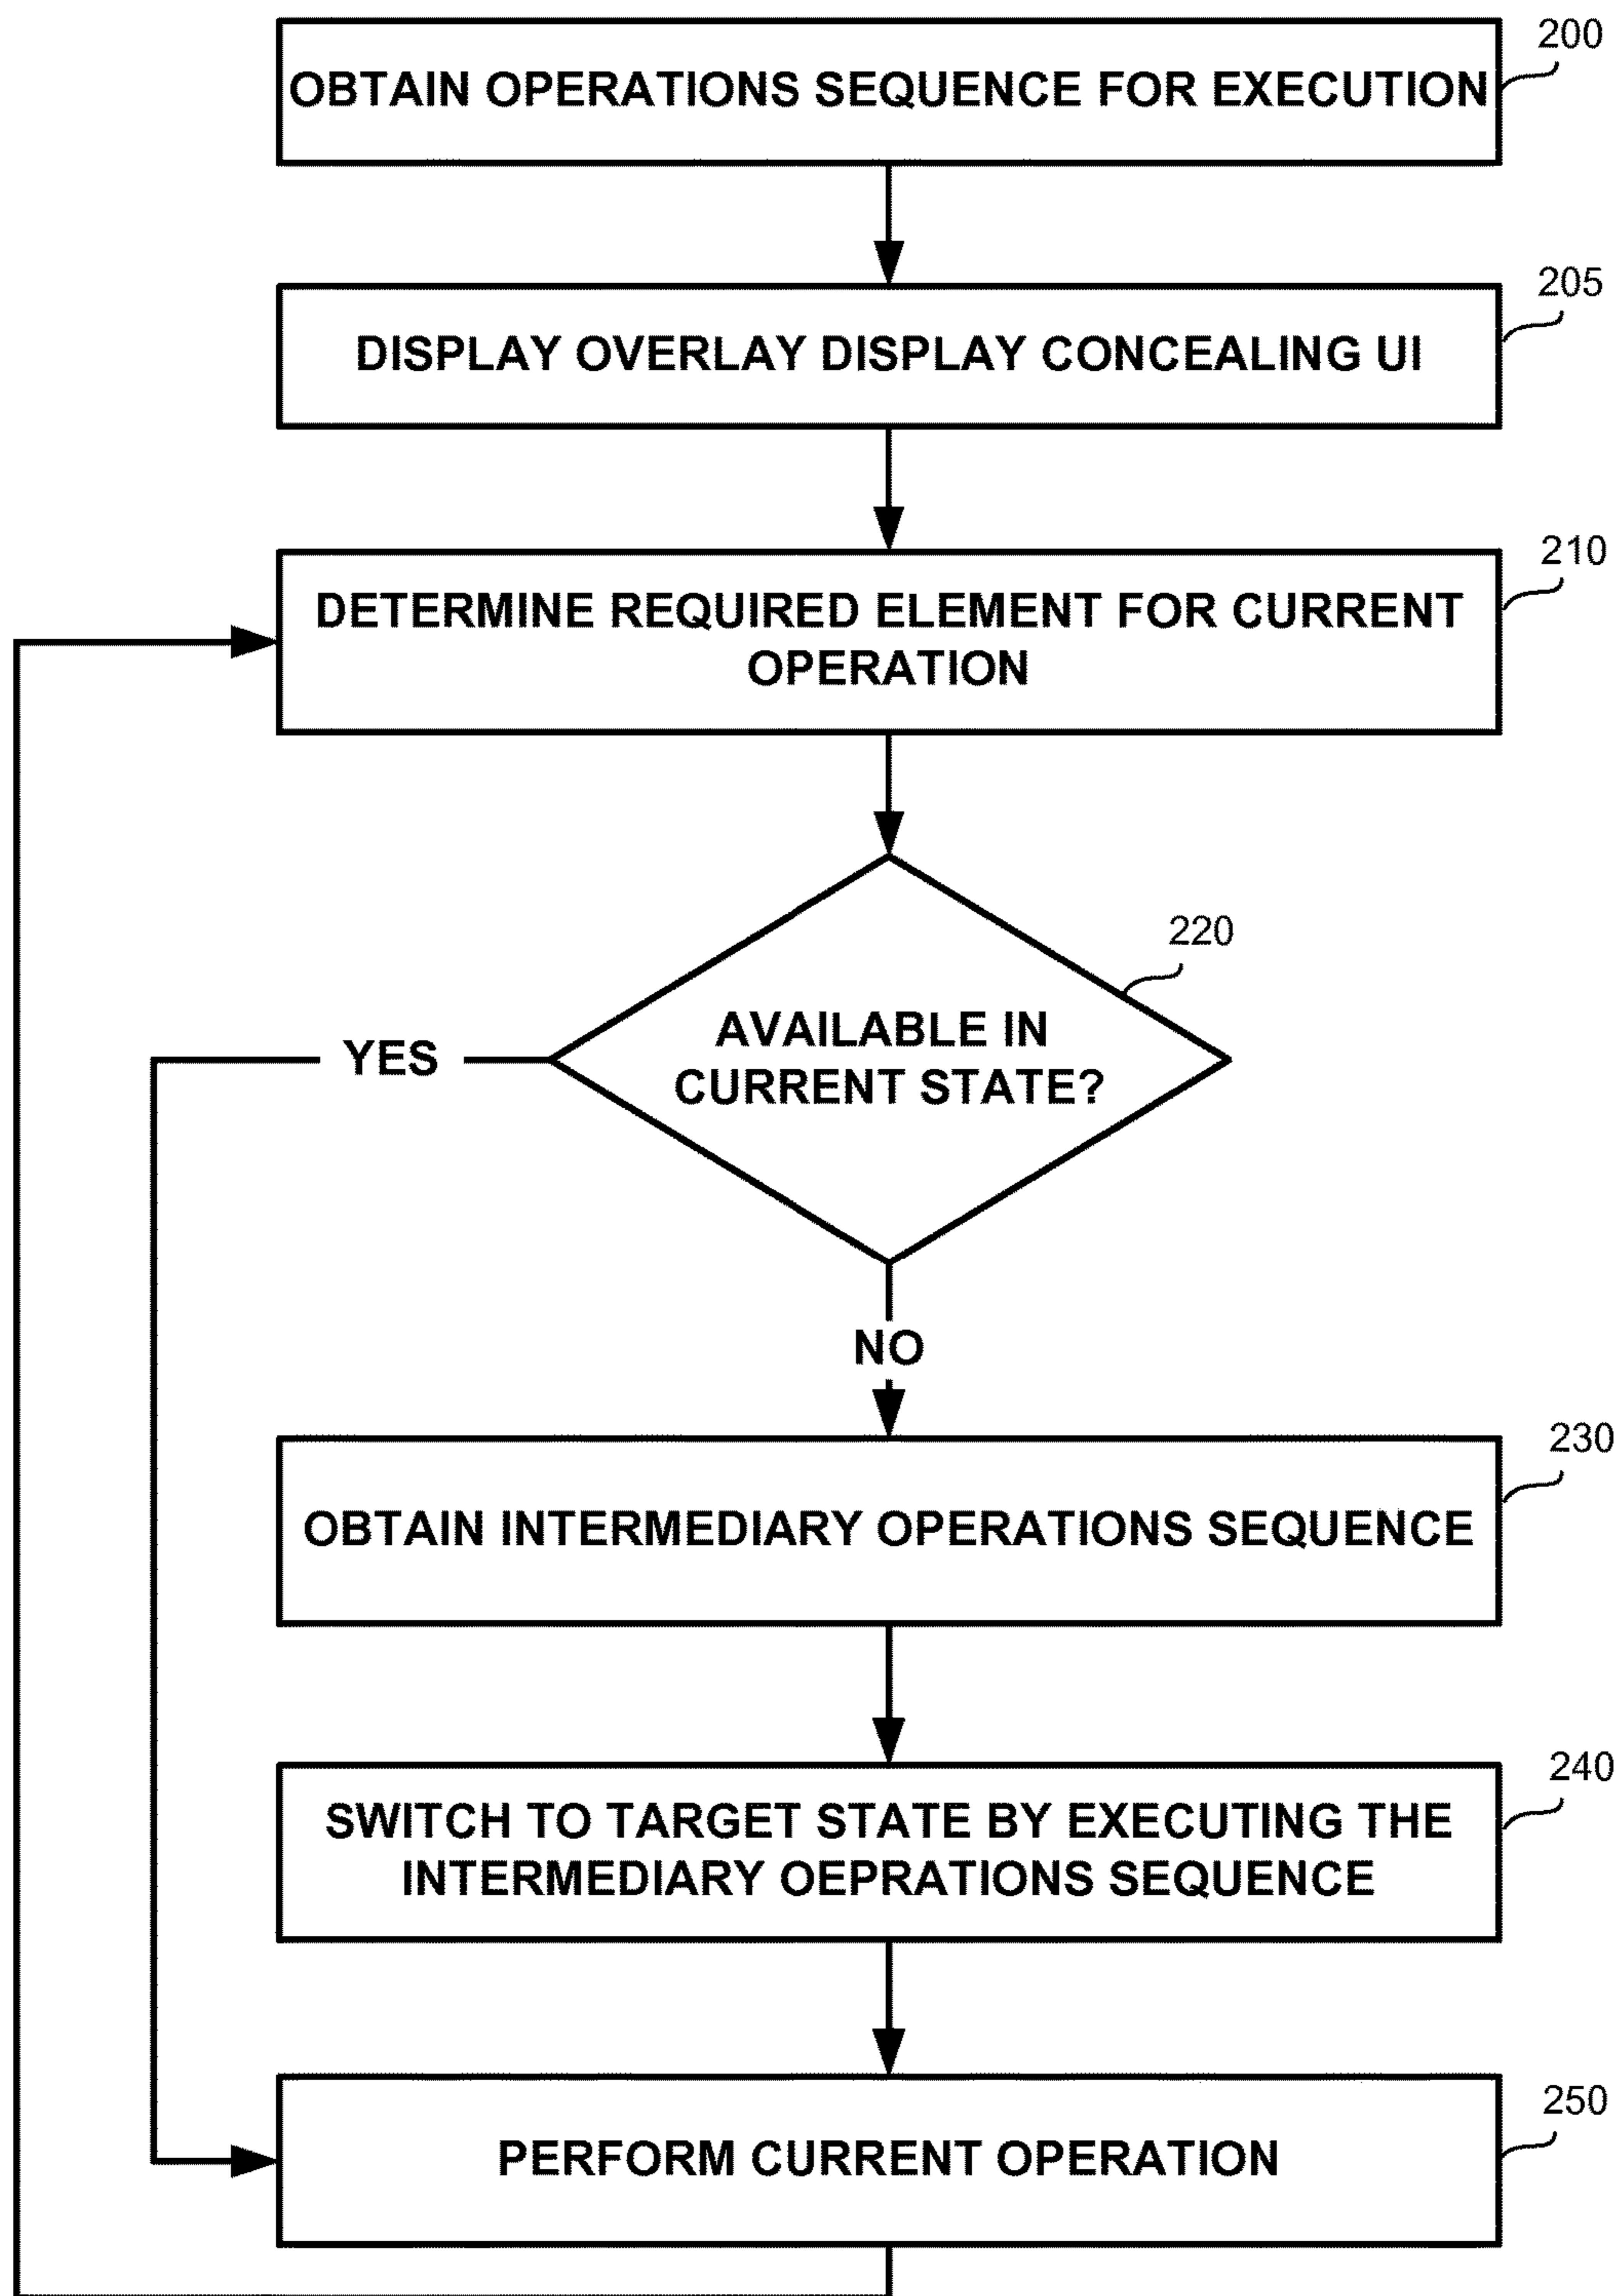 200
OBTAIN OPERATIONS SEQUENCE FOR EXECUTION
205
DISPLAY OVERLAY DISPLAY CONCEALING UI
210
DETERMINE REQUIRED ELEMENT FOR CURRENT
OPERATION
220
AVAILABLE IN
CURRENT STATE?
YES
NO
230
OBTAIN INTERMEDIARY OPERATIONS SEQUENCE
240
SWITCH TO TARGET STATE BY EXECUTING THE
INTERMEDIARY OEPRATIONS SEQUENCE
250
PERFORM CURRENT OPERATION